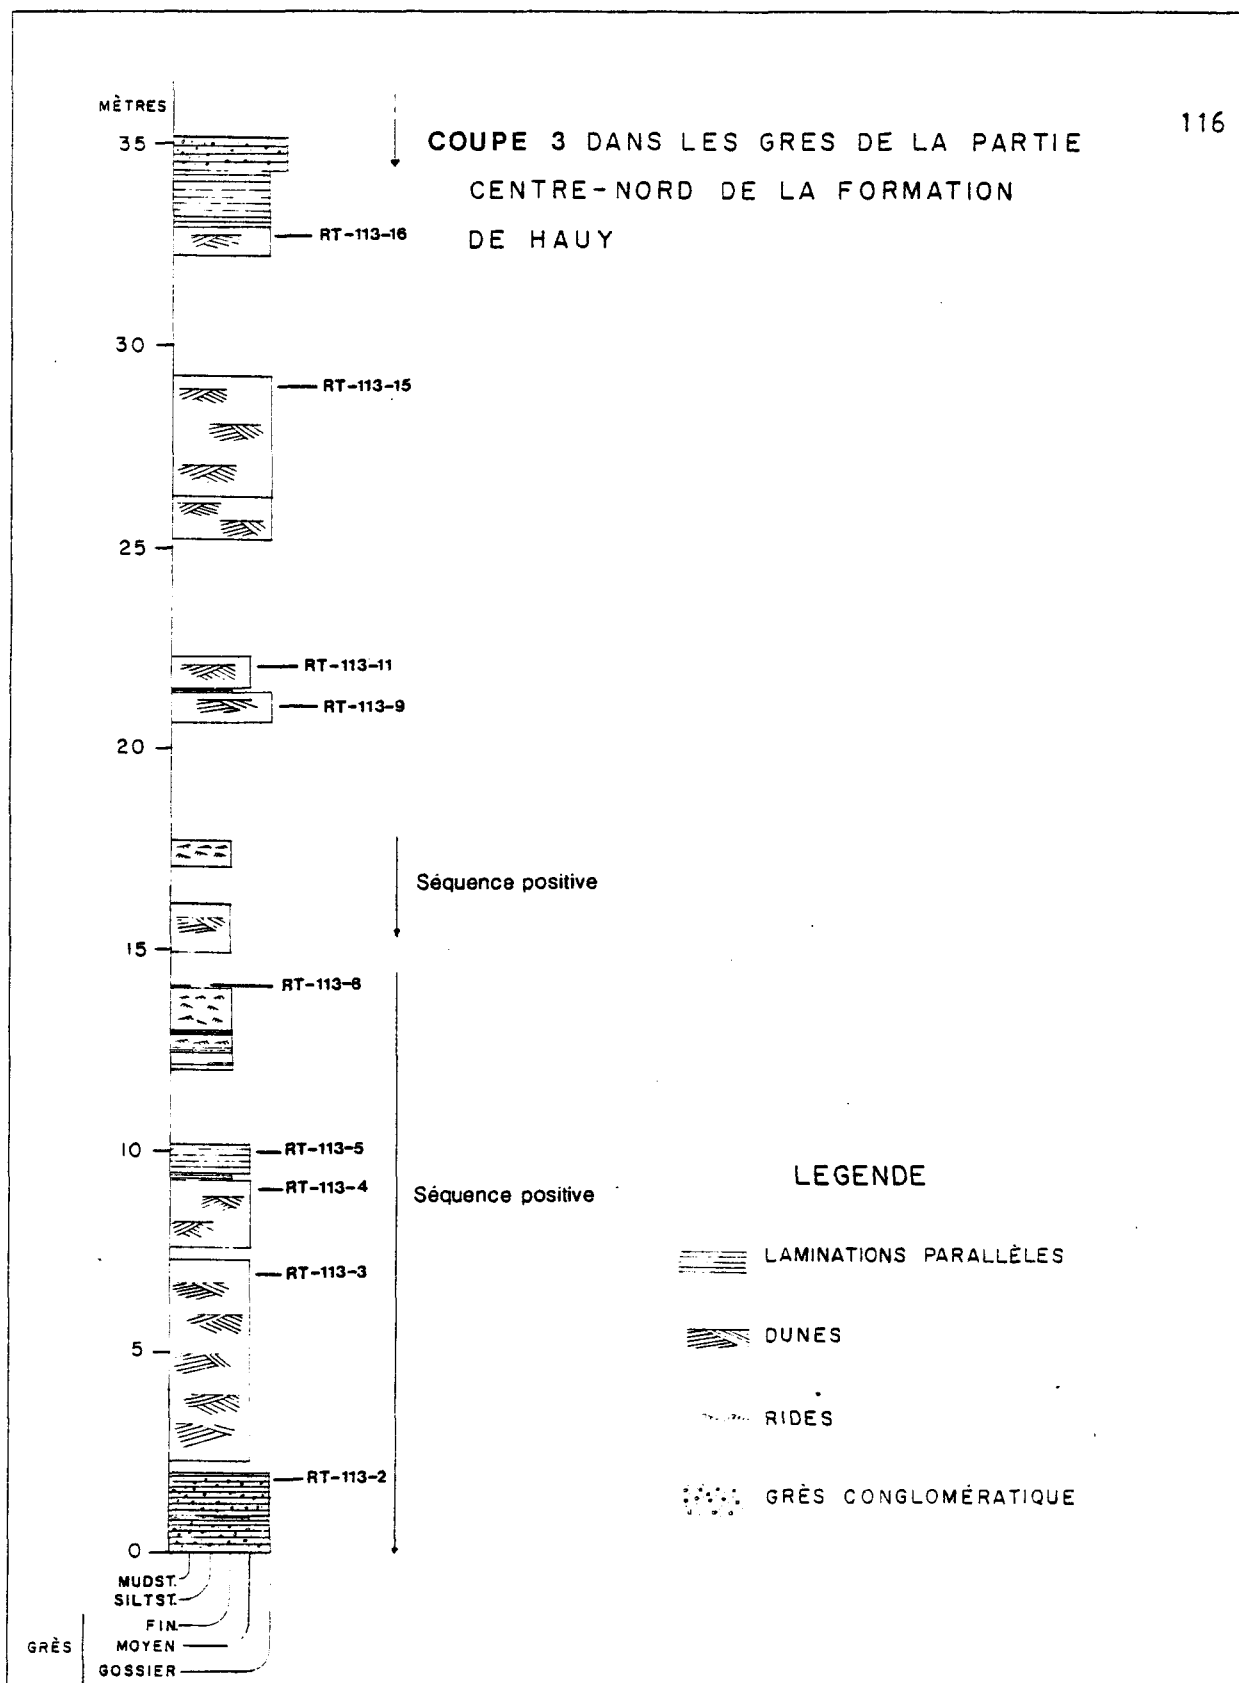 116
MÈTRES
COUPE 3 DANS LES GRES DE LA PARTIE
CENTRE-NORD DE LA FORMATION
DE HAUY
35
RT-113-16
30
RT-113-15
25
RT-113-11
RT-113-9
20
Séquence positive
15
RT-113-6
10
RT-113-5
RT-113-4
Séquence positive
RT-113-3
5
RT-113-2
0
LEGENDE
LAMINATIONS PARALLÈLES
DUNES
RIDES
GRÈS CONGLOMÉRATIQUE
MUDST.
SILTST.
FIN
GRÈS MOYEN
GOSSIER